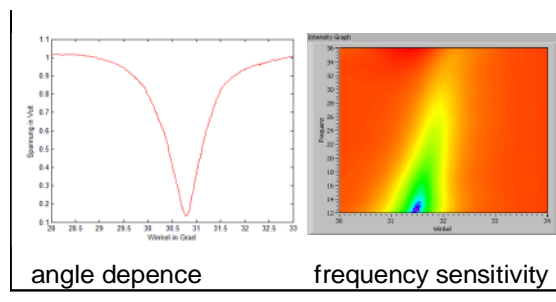 1.1
1
0.9
0.8
0.7
0.6
0.5
0.4
0.3
0.2
0.1
Spannung in Volt
28 28.5 29 29.5 30 30.5 31 31.5 32 32.5 33
Winkel in Grad
Intensity Graph
36
34
32
30
28
26
24
22
20
18
16
14
12
Frequenz
30 31 32 33 34
Winkel
angle depence
frequency sensitivity